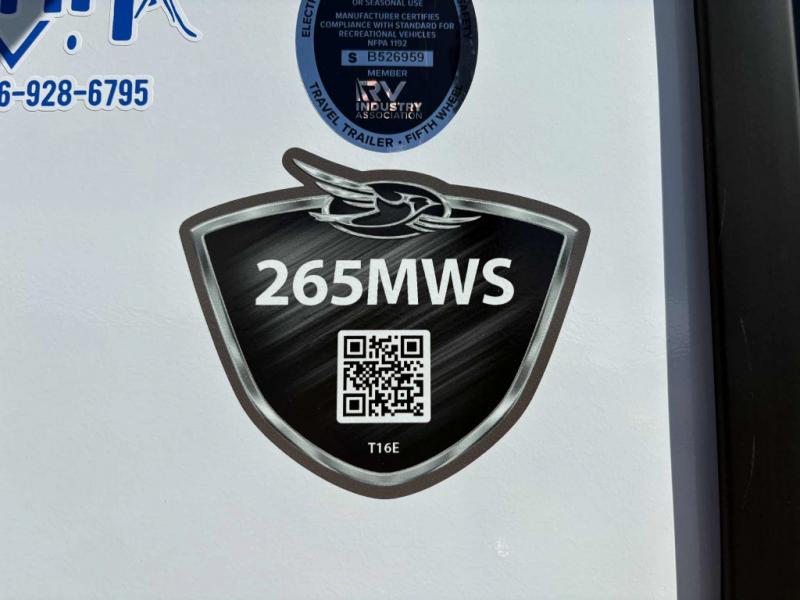 OR SEASONAL USE
MANUFACTURER CERTIFIES
COMPLIANCE WITH STANDARD FOR
RECREATIONAL VEHICLES
NFPA 1192
S B526959
MEMBER
RV
INDUSTRY
ASSOCIATION
TRAVEL TRAILER • FIFTH WHEEL
6-928-6795
265MWS
T16E